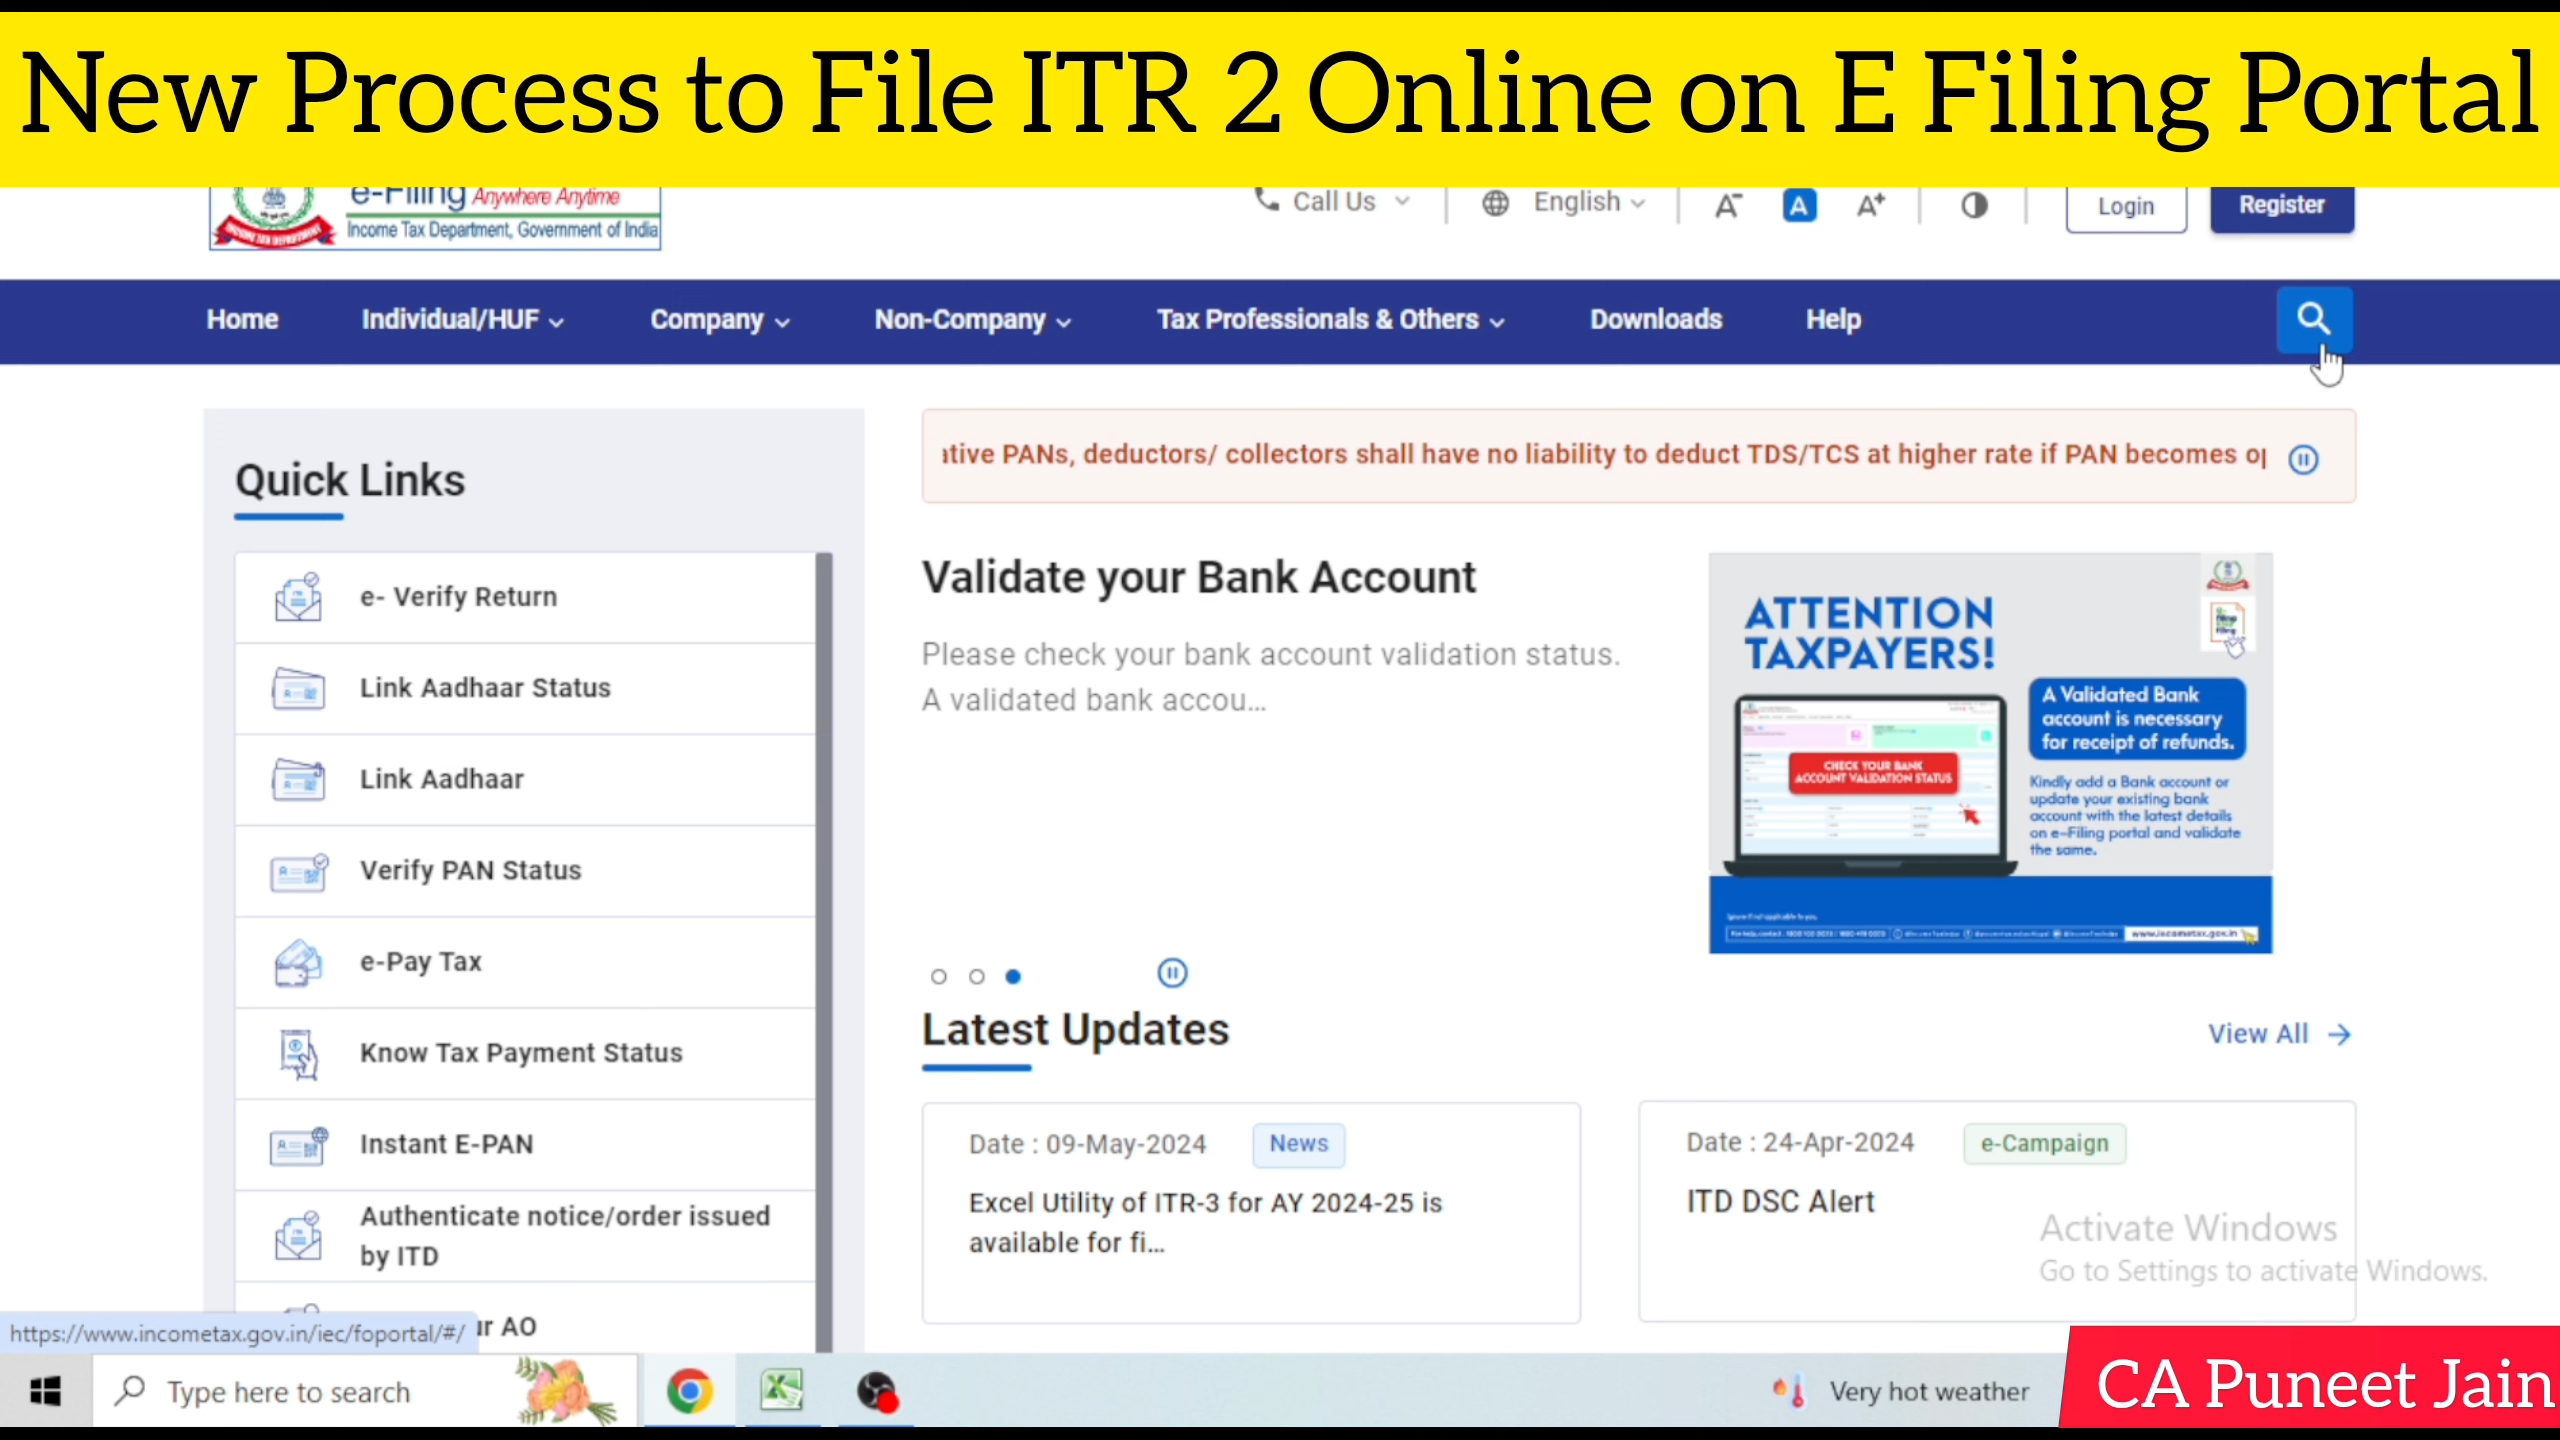 New Process to File ITR 2 Online on E Filing Portal
e-Filing Anywhere Anytime
Income Tax Department, Government of India
Call Us
English
A-
A
A+
Login
Register
Home
Individual/HUF
Company
Non-Company
Tax Professionals & Others
Downloads
Help
ative PANs, deductors/ collectors shall have no liability to deduct TDS/TCS at higher rate if PAN becomes op
Quick Links
e- Verify Return
Link Aadhaar Status
Link Aadhaar
Verify PAN Status
e-Pay Tax
Know Tax Payment Status
Instant E-PAN
Authenticate notice/order issued
by ITD
ur AO
Validate your Bank Account
Please check your bank account validation status.
A validated bank accou...
ATTENTION
TAXPAYERS!
CHECK YOUR BANK
ACCOUNT VALIDATION STATUS
A Validated Bank
account is necessary
for receipt of refunds.
Kindly add a Bank account or
update your existing bank
account with the latest details
on e-Filing portal and validate
the same.
www.incometax.gov.in
Latest Updates
View All
Date : 09-May-2024
News
Excel Utility of ITR-3 for AY 2024-25 is
available for fi...
Date : 24-Apr-2024
e-Campaign
ITD DSC Alert
Activate Windows
Go to Settings to activate Windows.
https://www.incometax.gov.in/iec/foportal/#/
Type here to search
Very hot weather
CA Puneet Jain